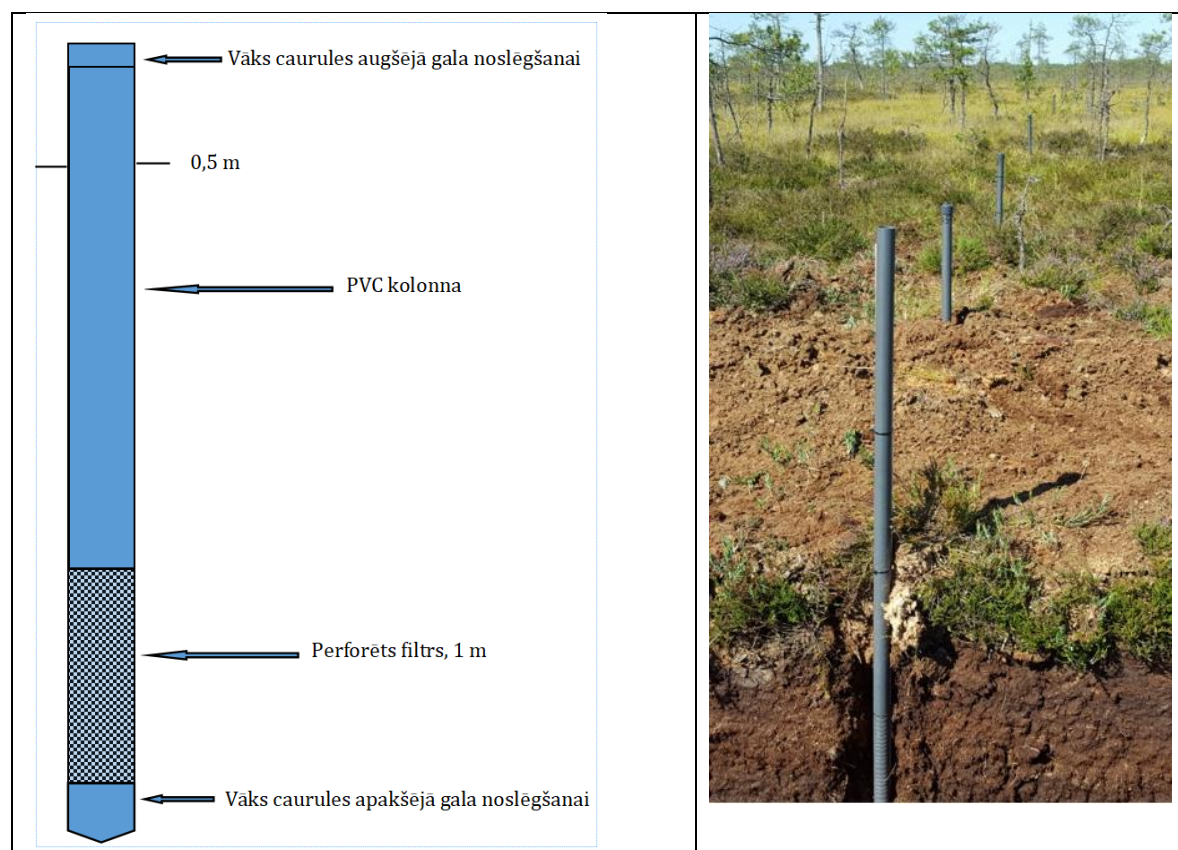 Vāks caurules augšējā gala noslēgšanai
0,5 m
PVC kolonna
Perforēts filtrs, 1 m
Vāks caurules apakšējā gala noslēgšanai